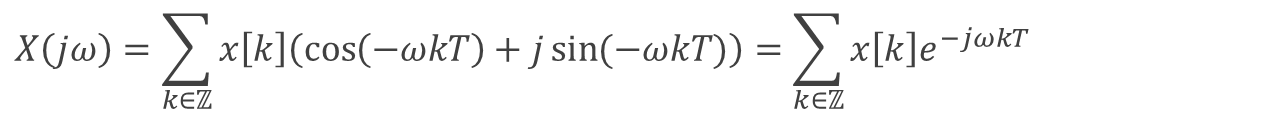 X(jω) = ∑_{k∈ℤ} x[k](cos(−ωkT) + j sin(−ωkT)) = ∑_{k∈ℤ} x[k]e^{−jωkT}